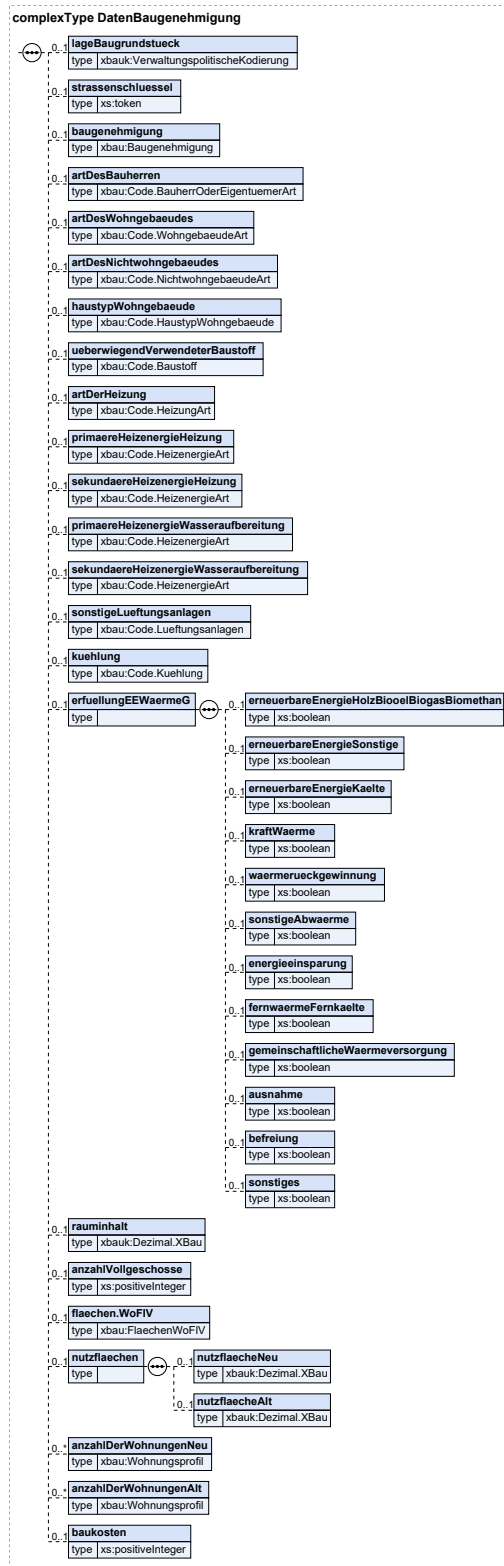 complexType DatenBaugenehmigung
0..1 lageBaugrundstueck
type xbauk:VerwaltungspolitischeKodierung
0..1 strassenschluessel
type xs:token
0..1 baugenehmigung
type xbau:Baugenehmigung
0..1 artDesBauherren
type xbau:Code.BauherrOderEigentuemerArt
0..1 artDesWohngebaeudes
type xbau:Code.WohngebaeudeArt
0..1 artDesNichtwohngebaeudes
type xbau:Code.NichtwohngebaeudeArt
0..1 haustypWohngebaeude
type xbau:Code.HaustypWohngebaeude
0..1 ueberwiegendVerwendeterBaustoff
type xbau:Code.Baustoff
0..1 artDerHeizung
type xbau:Code.HeizungArt
0..1 primaereHeizenergieHeizung
type xbau:Code.HeizenergieArt
0..1 sekundaereHeizenergieHeizung
type xbau:Code.HeizenergieArt
0..1 primaereHeizenergieWasseraufbereitung
type xbau:Code.HeizenergieArt
0..1 sekundaereHeizenergieWasseraufbereitung
type xbau:Code.HeizenergieArt
0..1 sonstigeLueftungsanlagen
type xbau:Code.Lueftungsanlagen
0..1 kuehlung
type xbau:Code.Kuehlung
0..1 erfuellungEEWaermeG
type
0..1 erneuerbareEnergieHolzBiooelBiogasBiomethan
type xs:boolean
0..1 erneuerbareEnergieSonstige
type xs:boolean
0..1 erneuerbareEnergieKaelte
type xs:boolean
0..1 kraftWaerme
type xs:boolean
0..1 waermerueckgewinnung
type xs:boolean
0..1 sonstigeAbwaerme
type xs:boolean
0..1 energieeinsparung
type xs:boolean
0..1 fernwaermeFernkaelte
type xs:boolean
0..1 gemeinschaftlicheWaermeversorgung
type xs:boolean
0..1 ausnahme
type xs:boolean
0..1 befreiung
type xs:boolean
0..1 sonstiges
type xs:boolean
0..1 rauminhalt
type xbauk:Dezimal.XBau
0..1 anzahlVollgeschosse
type xs:positiveInteger
0..1 flaechen.WoFlV
type xbau:FlaechenWoFlV
0..1 nutzflaechen
type
0..1 nutzflaecheNeu
type xbauk:Dezimal.XBau
0..1 nutzflaecheAlt
type xbauk:Dezimal.XBau
0..* anzahlDerWohnungenNeu
type xbau:Wohnungsprofil
0..* anzahlDerWohnungenAlt
type xbau:Wohnungsprofil
0..1 baukosten
type xs:positiveInteger